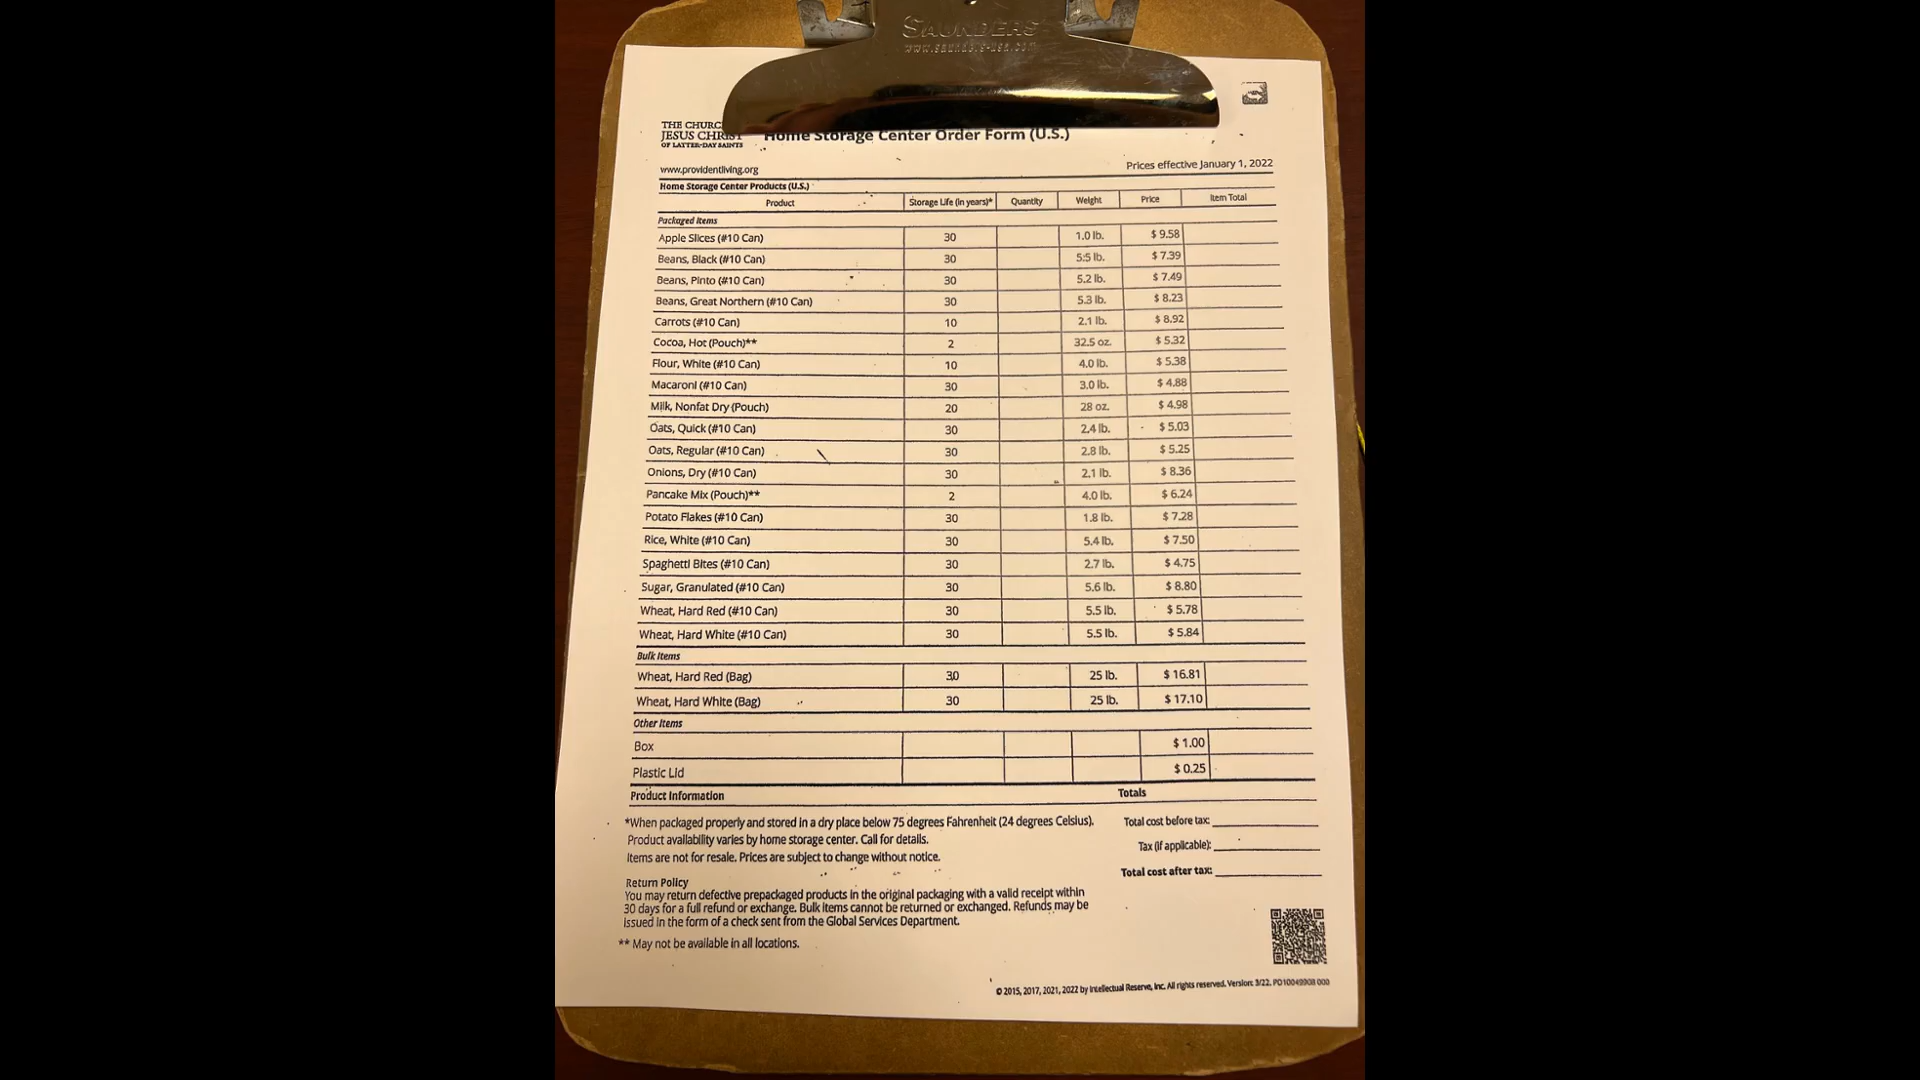 SAUNDERS
www.saunders-usa.com
THE CHURC
JESUS CHRIST
OF LATTER-DAY SAINTS
Home Storage Center Order Form (U.S.)
www.providentliving.org
Prices effective January 1, 2022
Home Storage Center Products (U.S.)
Product Storage Life (in years)* Quantity Weight Price Item Total
Packaged Items
Apple Slices (#10 Can) 30 1.0 lb. $ 9.58
Beans, Black (#10 Can) 30 5.5 lb. $ 7.39
Beans, Pinto (#10 Can) 30 5.2 lb. $ 7.49
Beans, Great Northern (#10 Can) 30 5.3 lb. $ 8.23
Carrots (#10 Can) 10 2.1 lb. $ 8.92
Cocoa, Hot (Pouch)** 2 32.5 oz. $ 5.32
Flour, White (#10 Can) 10 4.0 lb. $ 5.38
Macaroni (#10 Can) 30 3.0 lb. $ 4.88
Milk, Nonfat Dry (Pouch) 20 28 oz. $ 4.98
Oats, Quick (#10 Can) 30 2.4 lb. $ 5.03
Oats, Regular (#10 Can) 30 2.8 lb. $ 5.25
Onions, Dry (#10 Can) 30 2.1 lb. $ 8.36
Pancake Mix (Pouch)** 2 4.0 lb. $ 6.24
Potato Flakes (#10 Can) 30 1.8 lb. $ 7.28
Rice, White (#10 Can) 30 5.4 lb. $ 7.50
Spaghetti Bites (#10 Can) 30 2.7 lb. $ 4.75
Sugar, Granulated (#10 Can) 30 5.6 lb. $ 8.80
Wheat, Hard Red (#10 Can) 30 5.5 lb. $ 5.78
Wheat, Hard White (#10 Can) 30 5.5 lb. $ 5.84
Bulk Items
Wheat, Hard Red (Bag) 30 25 lb. $ 16.81
Wheat, Hard White (Bag) 30 25 lb. $ 17.10
Other Items
Box $ 1.00
Plastic Lid $ 0.25
Product Information Totals
*When packaged properly and stored in a dry place below 75 degrees Fahrenheit (24 degrees Celsius).
Product availability varies by home storage center. Call for details.
Items are not for resale. Prices are subject to change without notice.
Total cost before tax:
Tax (if applicable):
Total cost after tax:
Return Policy
You may return defective prepackaged products in the original packaging with a valid receipt within
30 days for a full refund or exchange. Bulk items cannot be returned or exchanged. Refunds may be
issued in the form of a check sent from the Global Services Department.
** May not be available in all locations.
© 2015, 2017, 2021, 2022 by Intellectual Reserve, Inc. All rights reserved. Version: 3/22. PD10049908 000